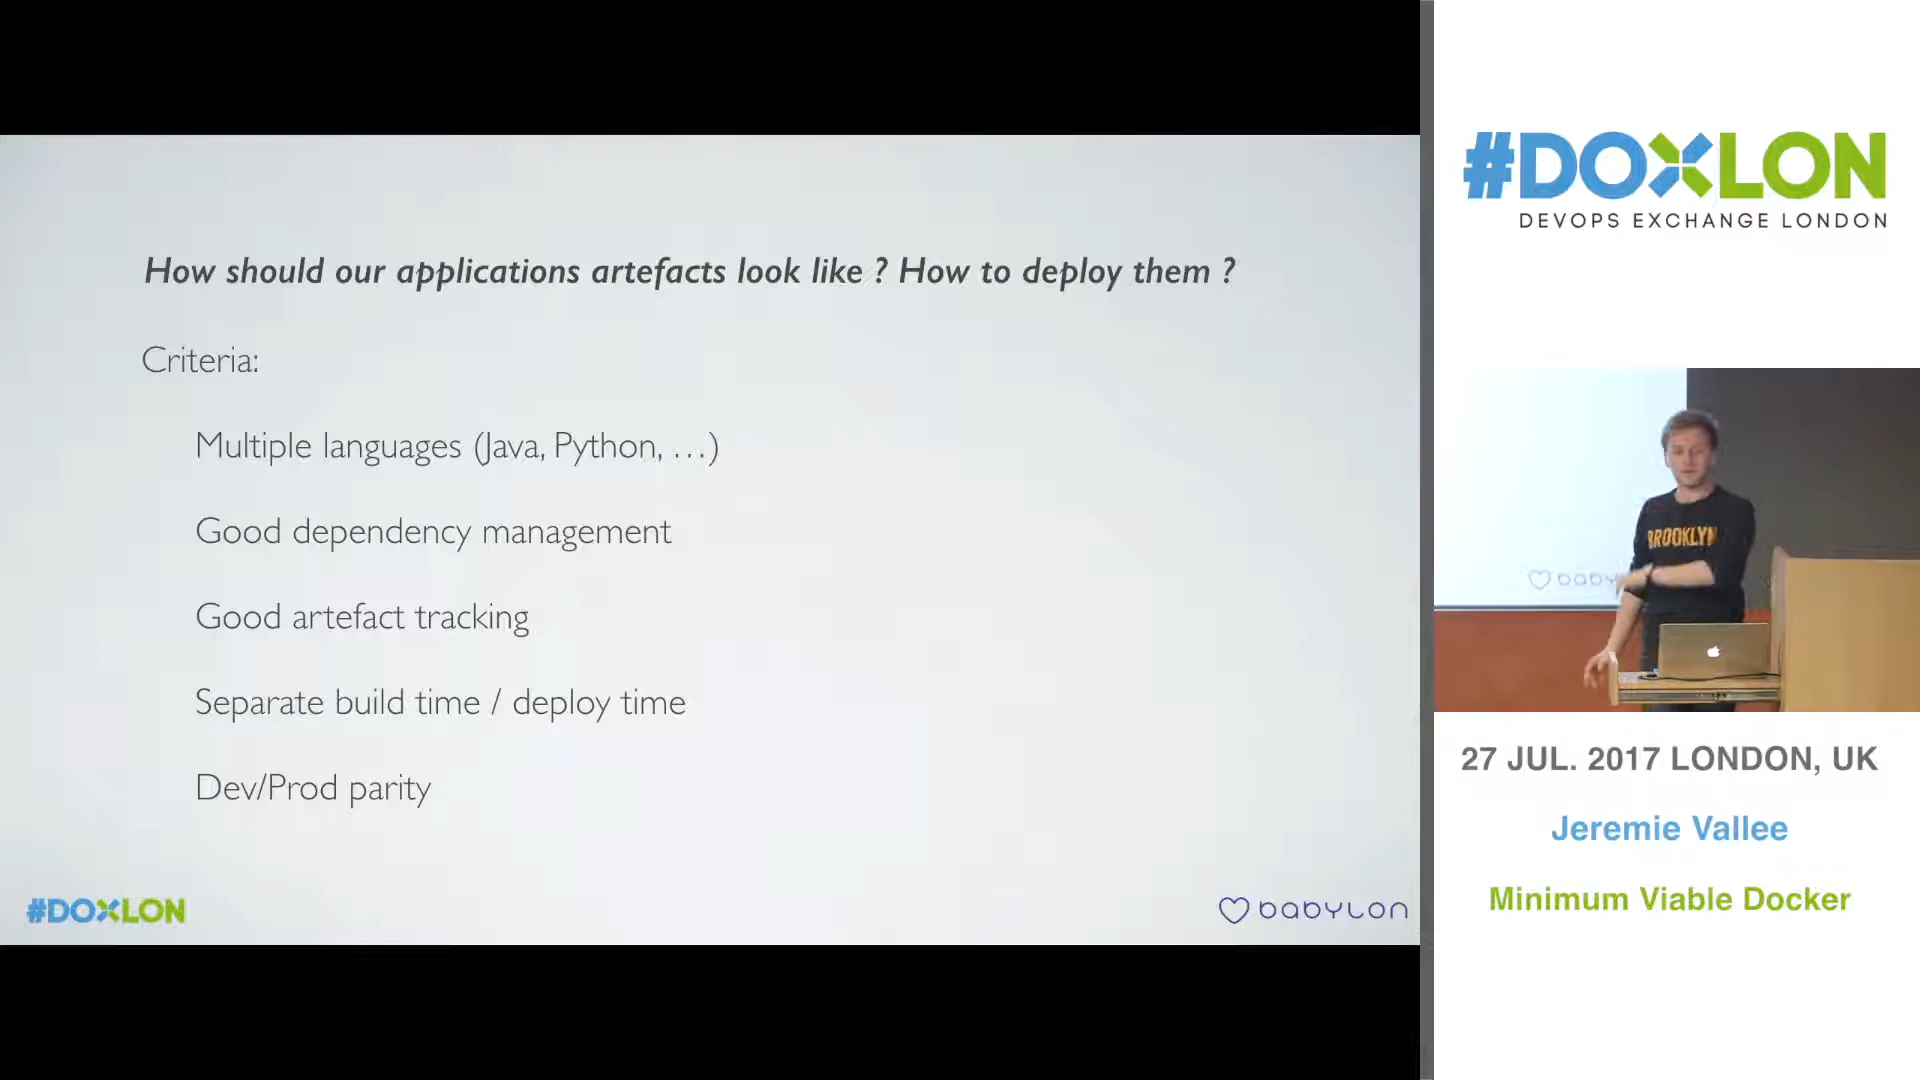 How should our applications artefacts look like ? How to deploy them ?
Criteria:
Multiple languages (Java, Python, …)
Good dependency management
Good artefact tracking
Separate build time / deploy time
Dev/Prod parity
#DOXLON
babylon
#DOXLON
DEVOPS EXCHANGE LONDON
baby
BROOKLYN
27 JUL. 2017 LONDON, UK
Jeremie Vallee
Minimum Viable Docker